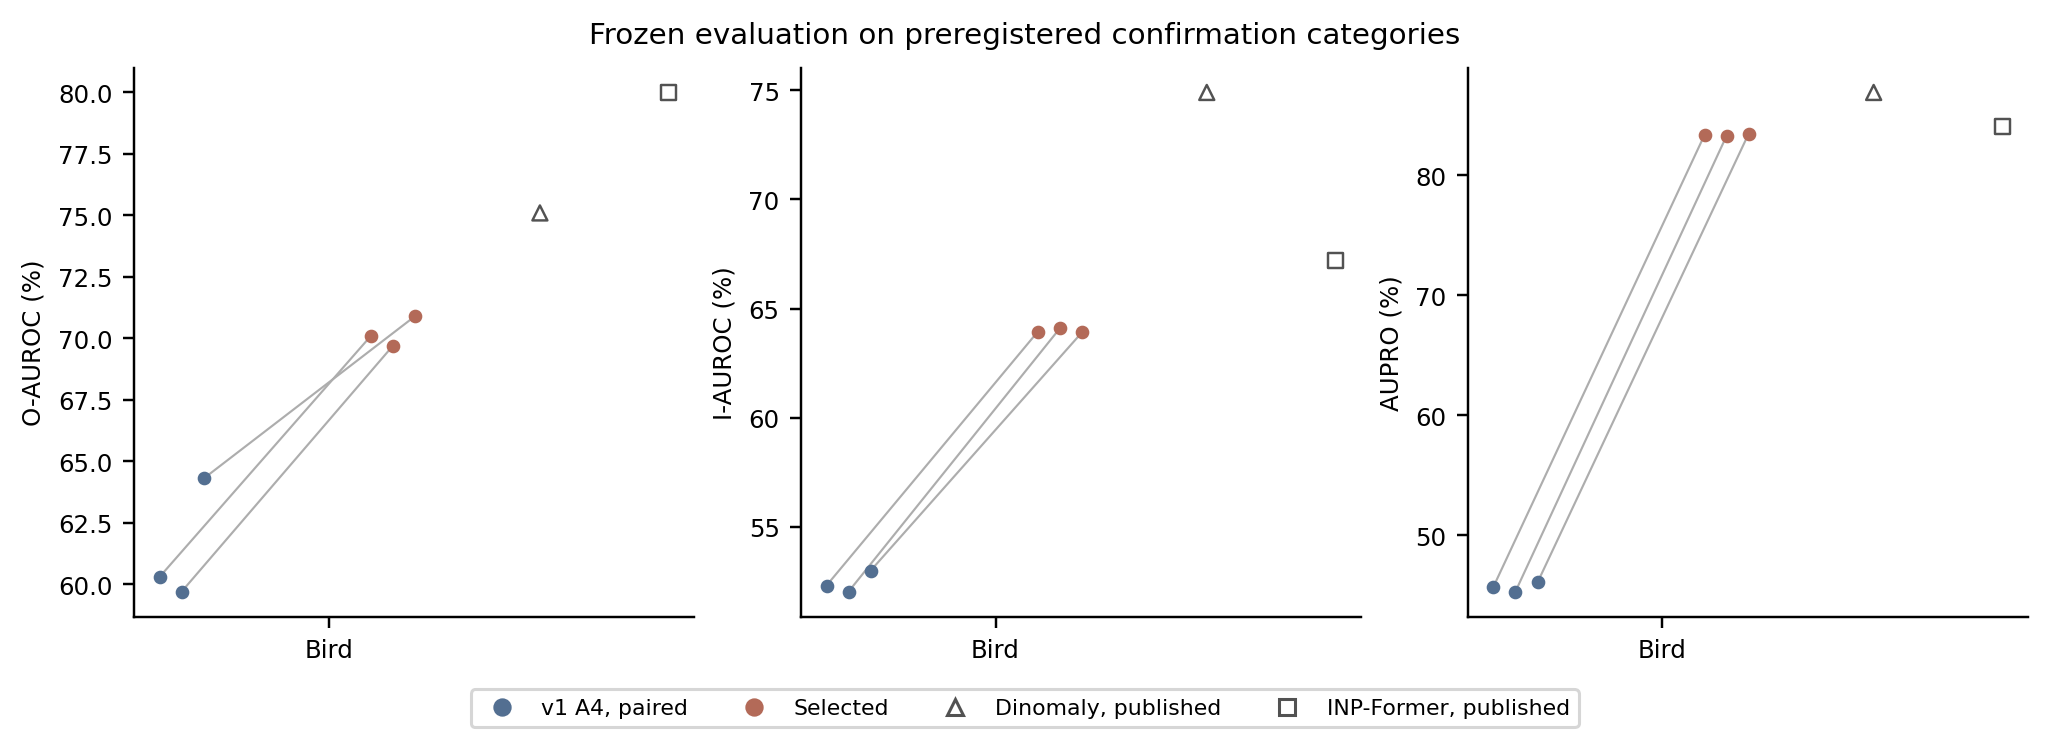 Frozen evaluation on preregistered confirmation categories
O-AUROC (%)
80.0
77.5
75.0
72.5
70.0
67.5
65.0
62.5
60.0
Bird
I-AUROC (%)
75
70
65
60
55
Bird
AUPRO (%)
80
70
60
50
Bird
v1 A4, paired
Selected
Dinomaly, published
INP-Former, published